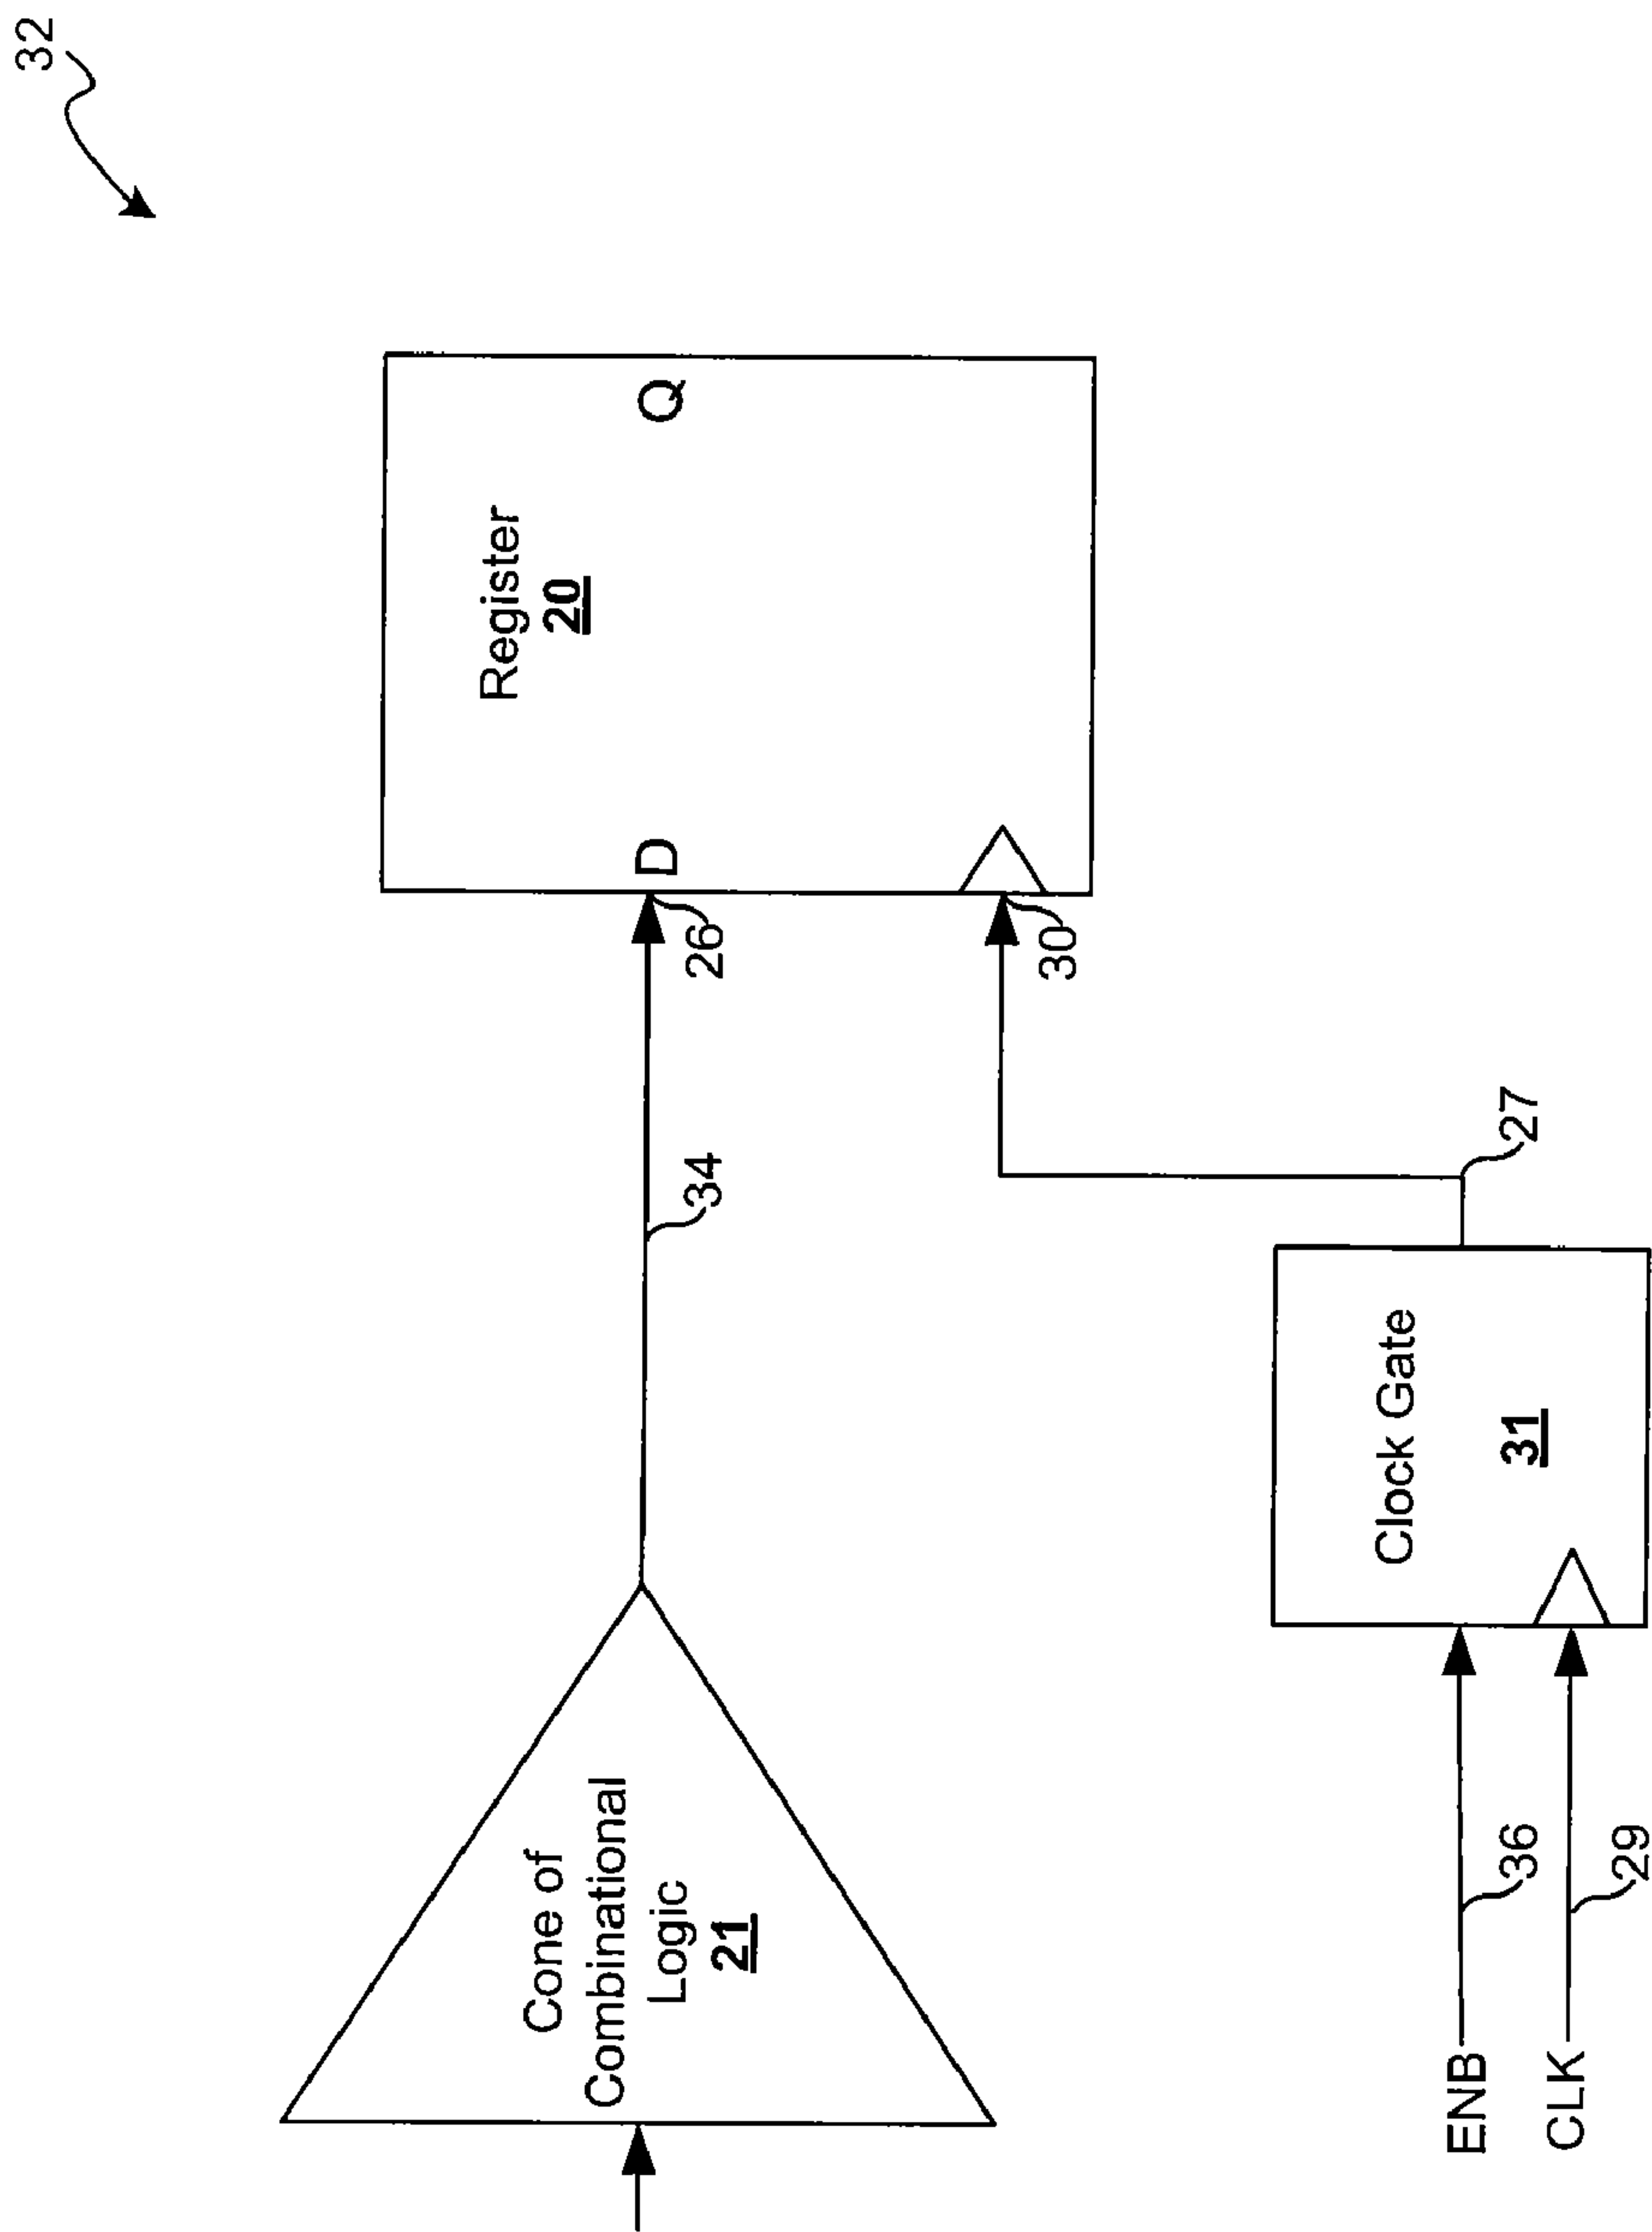 32
Register
20
D
Q
26
34
30
Cone of
Combinational
Logic
21
27
Clock Gate
31
ENB
36
CLK
29